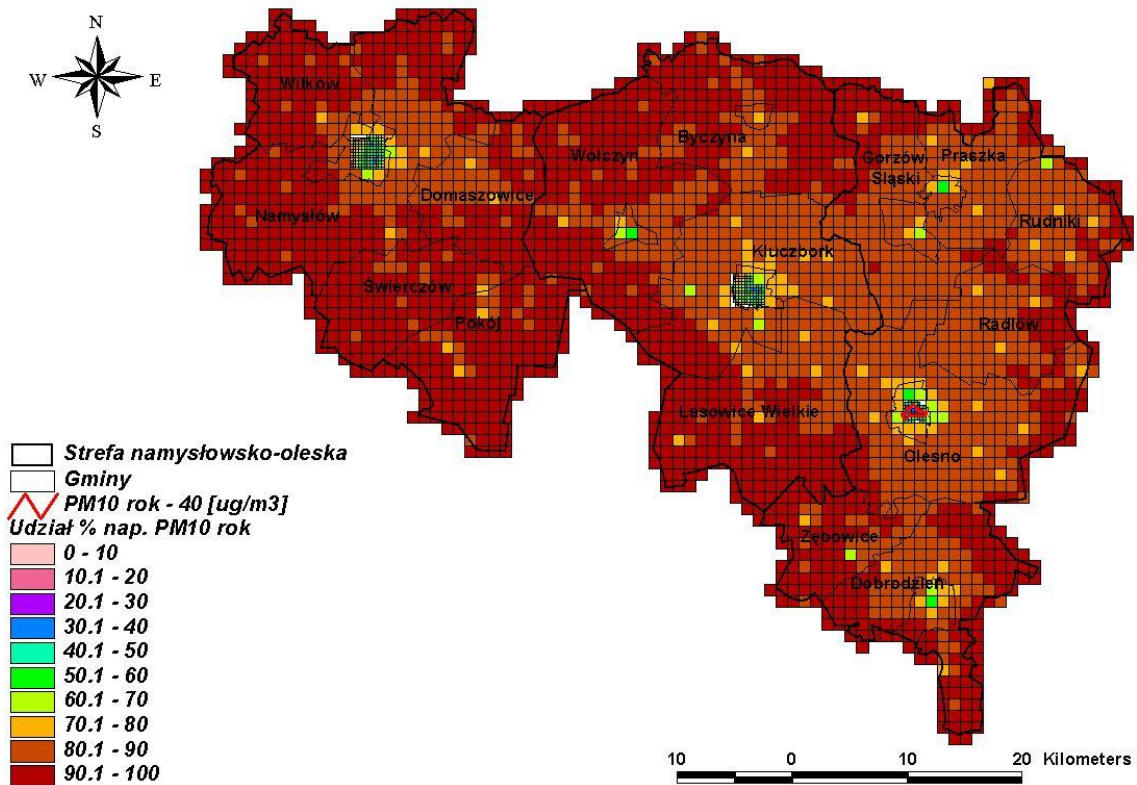 N
W E
S
Wilków
Byczyna
Wołczyn
Gorzów Praszka
Śląski
Domaszowice
Namysłów
Rudniki
Kluczbork
Świerczów
Pokój
Radłów
Lasowice Wielkie
Olesno
Strefa namysłowsko-oleska
Gminy
PM10 rok - 40 [ug/m3]
Udział % nap. PM10 rok
0 - 10
10.1 - 20
20.1 - 30
30.1 - 40
40.1 - 50
50.1 - 60
60.1 - 70
70.1 - 80
80.1 - 90
90.1 - 100
Zębowice
Dobrodzień
10 0 10 20 Kilometers